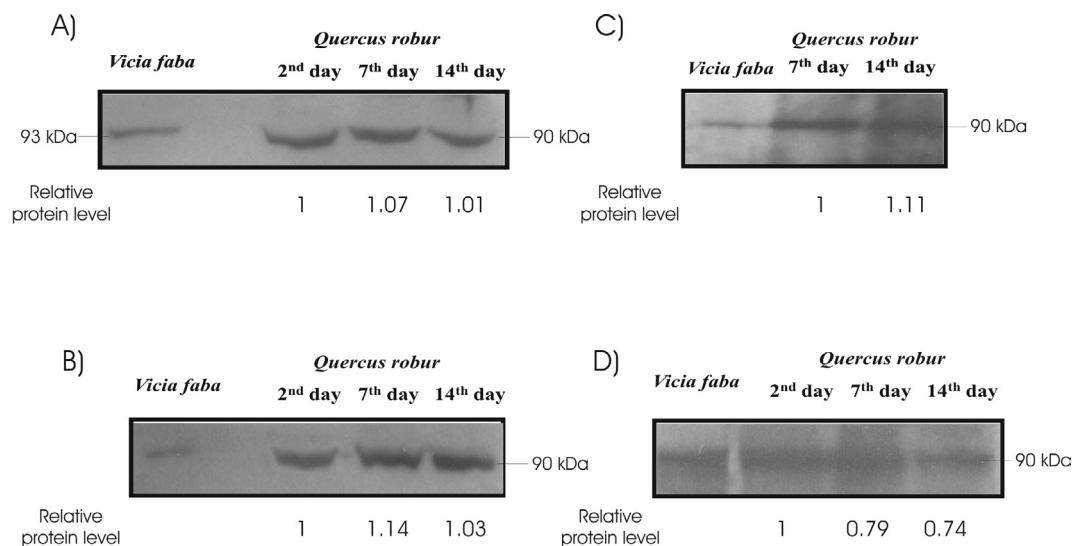 A)
Quercus robur
Vicia faba
2nd day 7th day 14th day
93 kDa
90 kDa
Relative
protein level
1 1.07 1.01
C)
Quercus robur
Vicia faba 7th day 14th day
90 kDa
Relative
protein level
1 1.11
B)
Quercus robur
Vicia faba
2nd day 7th day 14th day
90 kDa
Relative
protein level
1 1.14 1.03
D)
Quercus robur
Vicia faba
2nd day 7th day 14th day
90 kDa
Relative
protein level
1 0.79 0.74